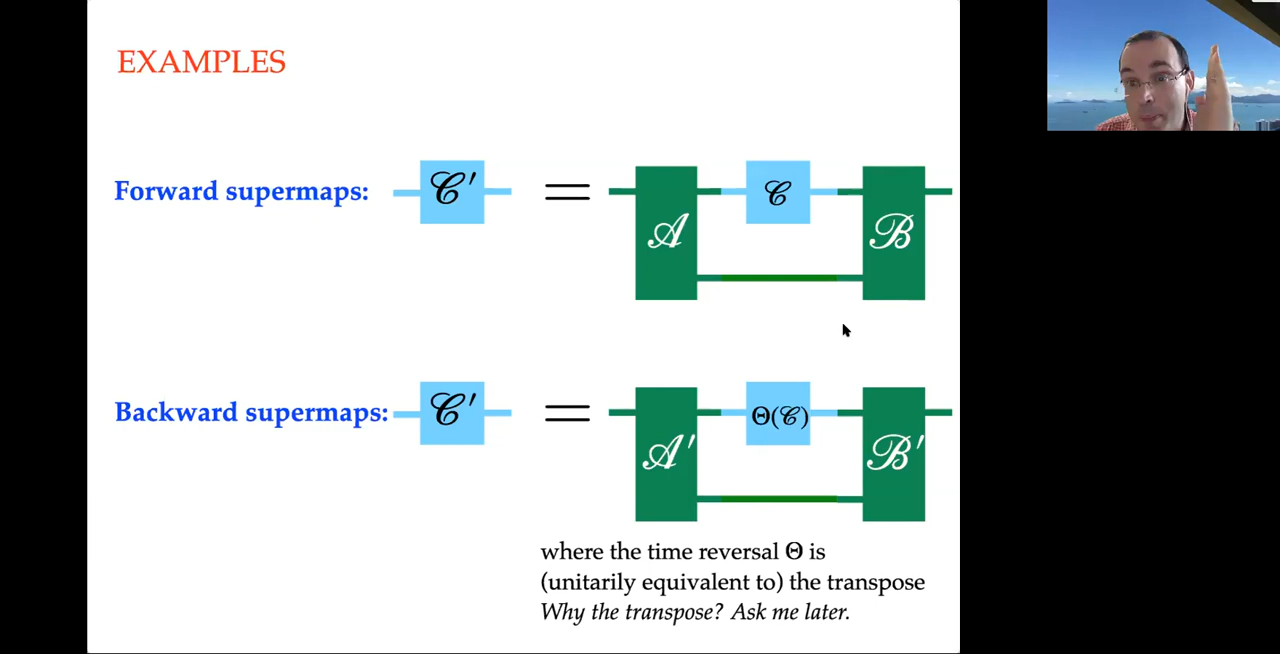 EXAMPLES
Forward supermaps: 𝒞′ = 𝒜 𝒞 ℬ
Backward supermaps: 𝒞′ = 𝒜′ Θ(𝒞) ℬ′
where the time reversal Θ is
(unitarily equivalent to) the transpose
Why the transpose? Ask me later.